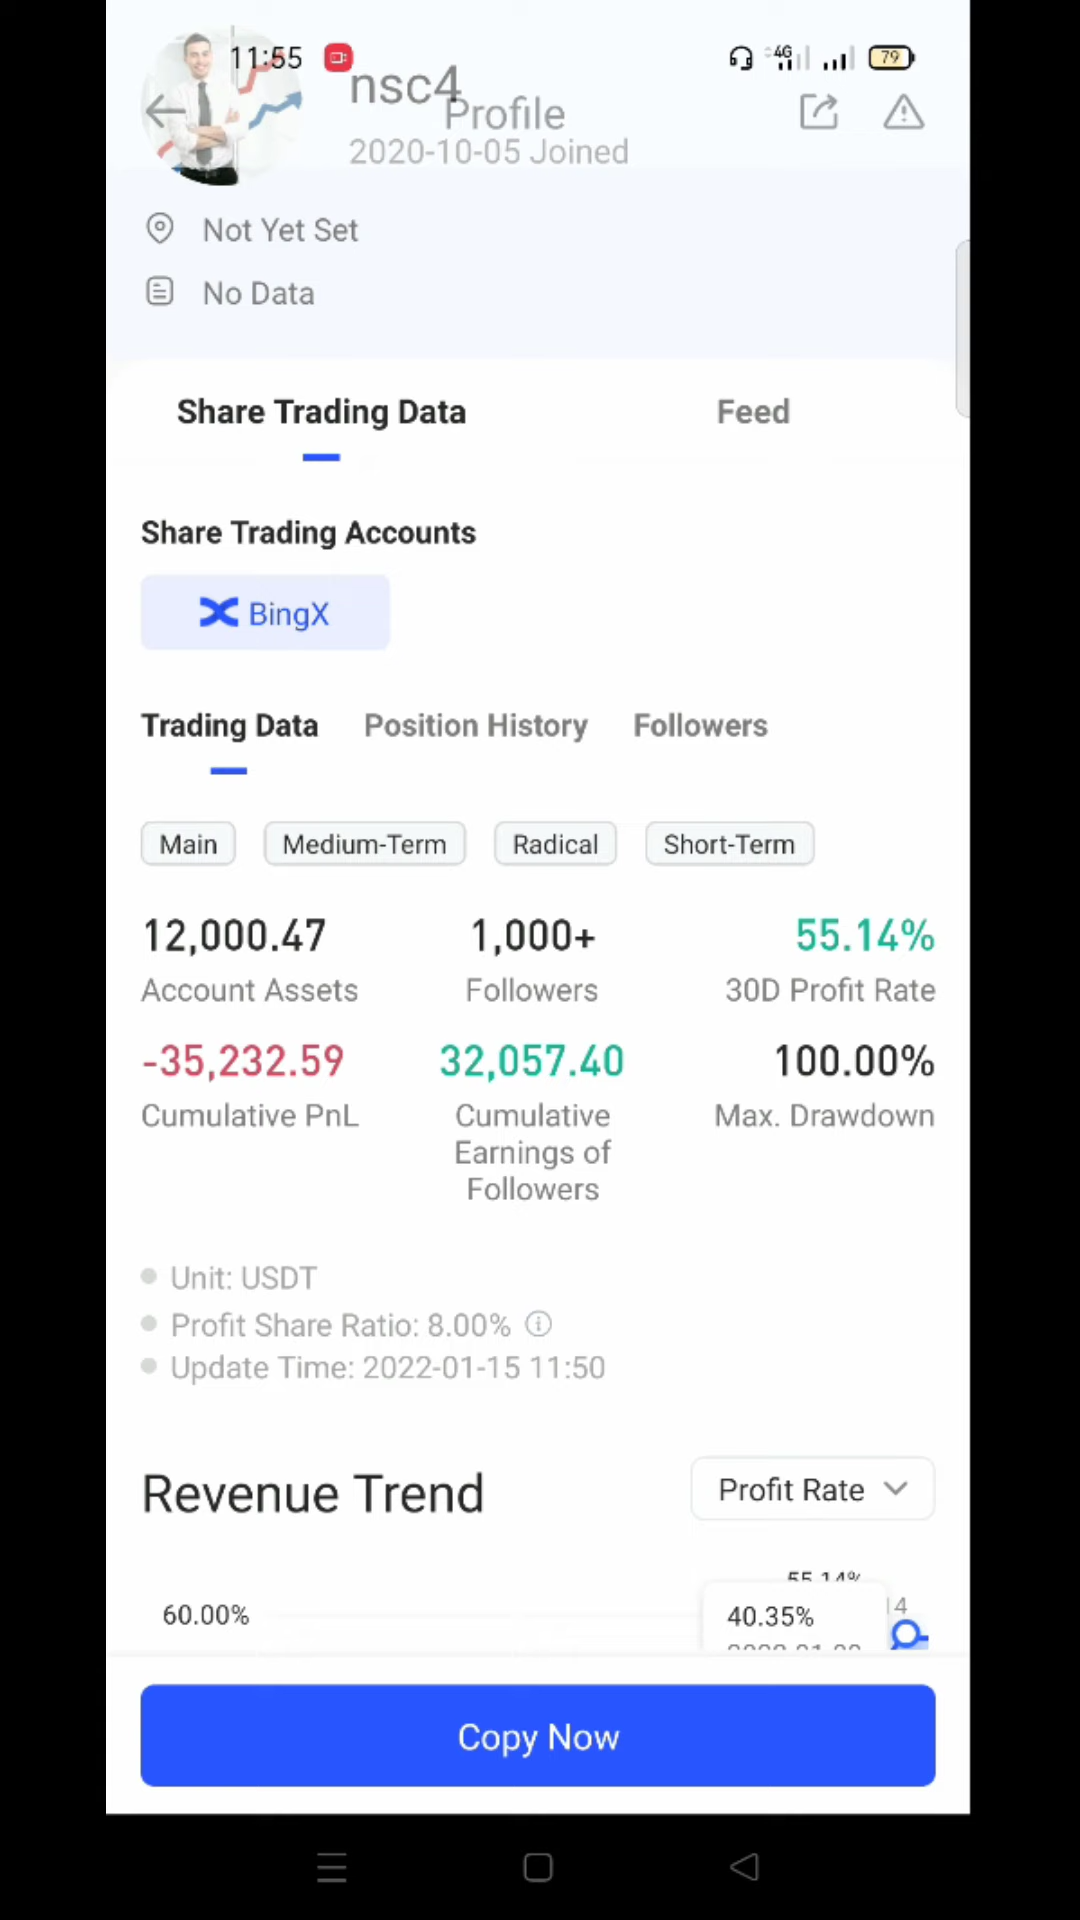 11:55
4G
79
nsc4
Profile
2020-10-05 Joined
Not Yet Set
No Data
Share Trading Data
Feed
Share Trading Accounts
BingX
Trading Data Position History Followers
Main Medium-Term Radical Short-Term
12,000.47 1,000+ 55.14%
Account Assets Followers 30D Profit Rate
-35,232.59 32,057.40 100.00%
Cumulative PnL Cumulative Max. Drawdown
Earnings of
Followers
Unit: USDT
Profit Share Ratio: 8.00%
Update Time: 2022-01-15 11:50
Revenue Trend
Profit Rate
55.14%
60.00%
40.35%
Copy Now